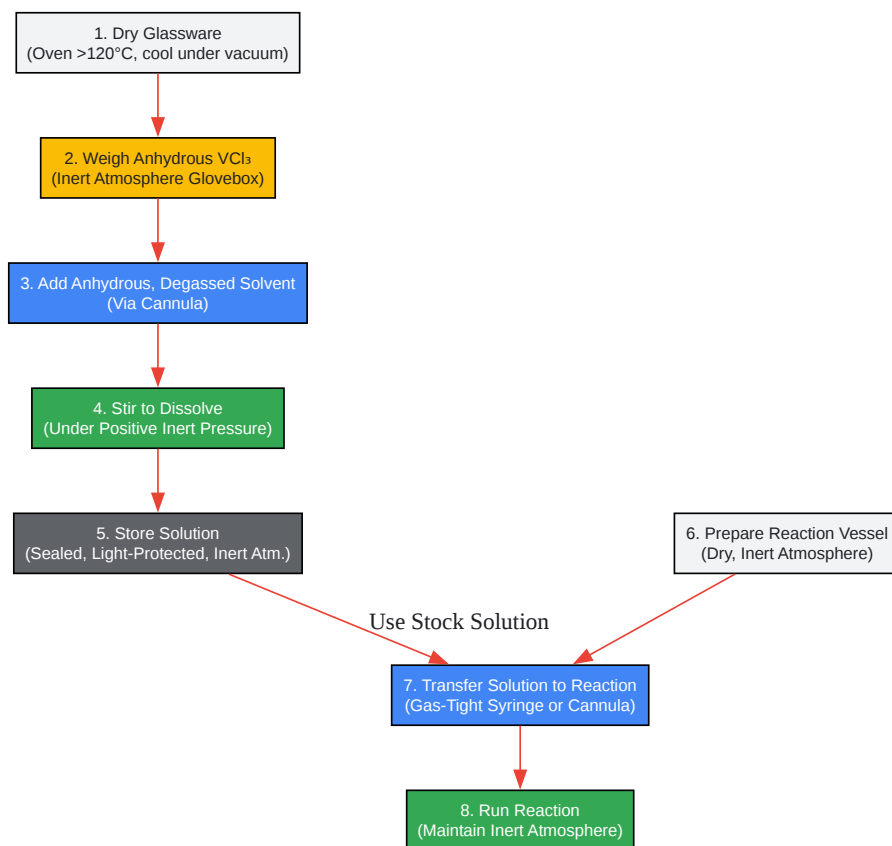 1. Dry Glassware
(Oven >120°C, cool under vacuum)
2. Weigh Anhydrous VCl₃
(Inert Atmosphere Glovebox)
3. Add Anhydrous, Degassed Solvent
(Via Cannula)
4. Stir to Dissolve
(Under Positive Inert Pressure)
5. Store Solution
(Sealed, Light-Protected, Inert Atm.)
6. Prepare Reaction Vessel
(Dry, Inert Atmosphere)
Use Stock Solution
7. Transfer Solution to Reaction
(Gas-Tight Syringe or Cannula)
8. Run Reaction
(Maintain Inert Atmosphere)